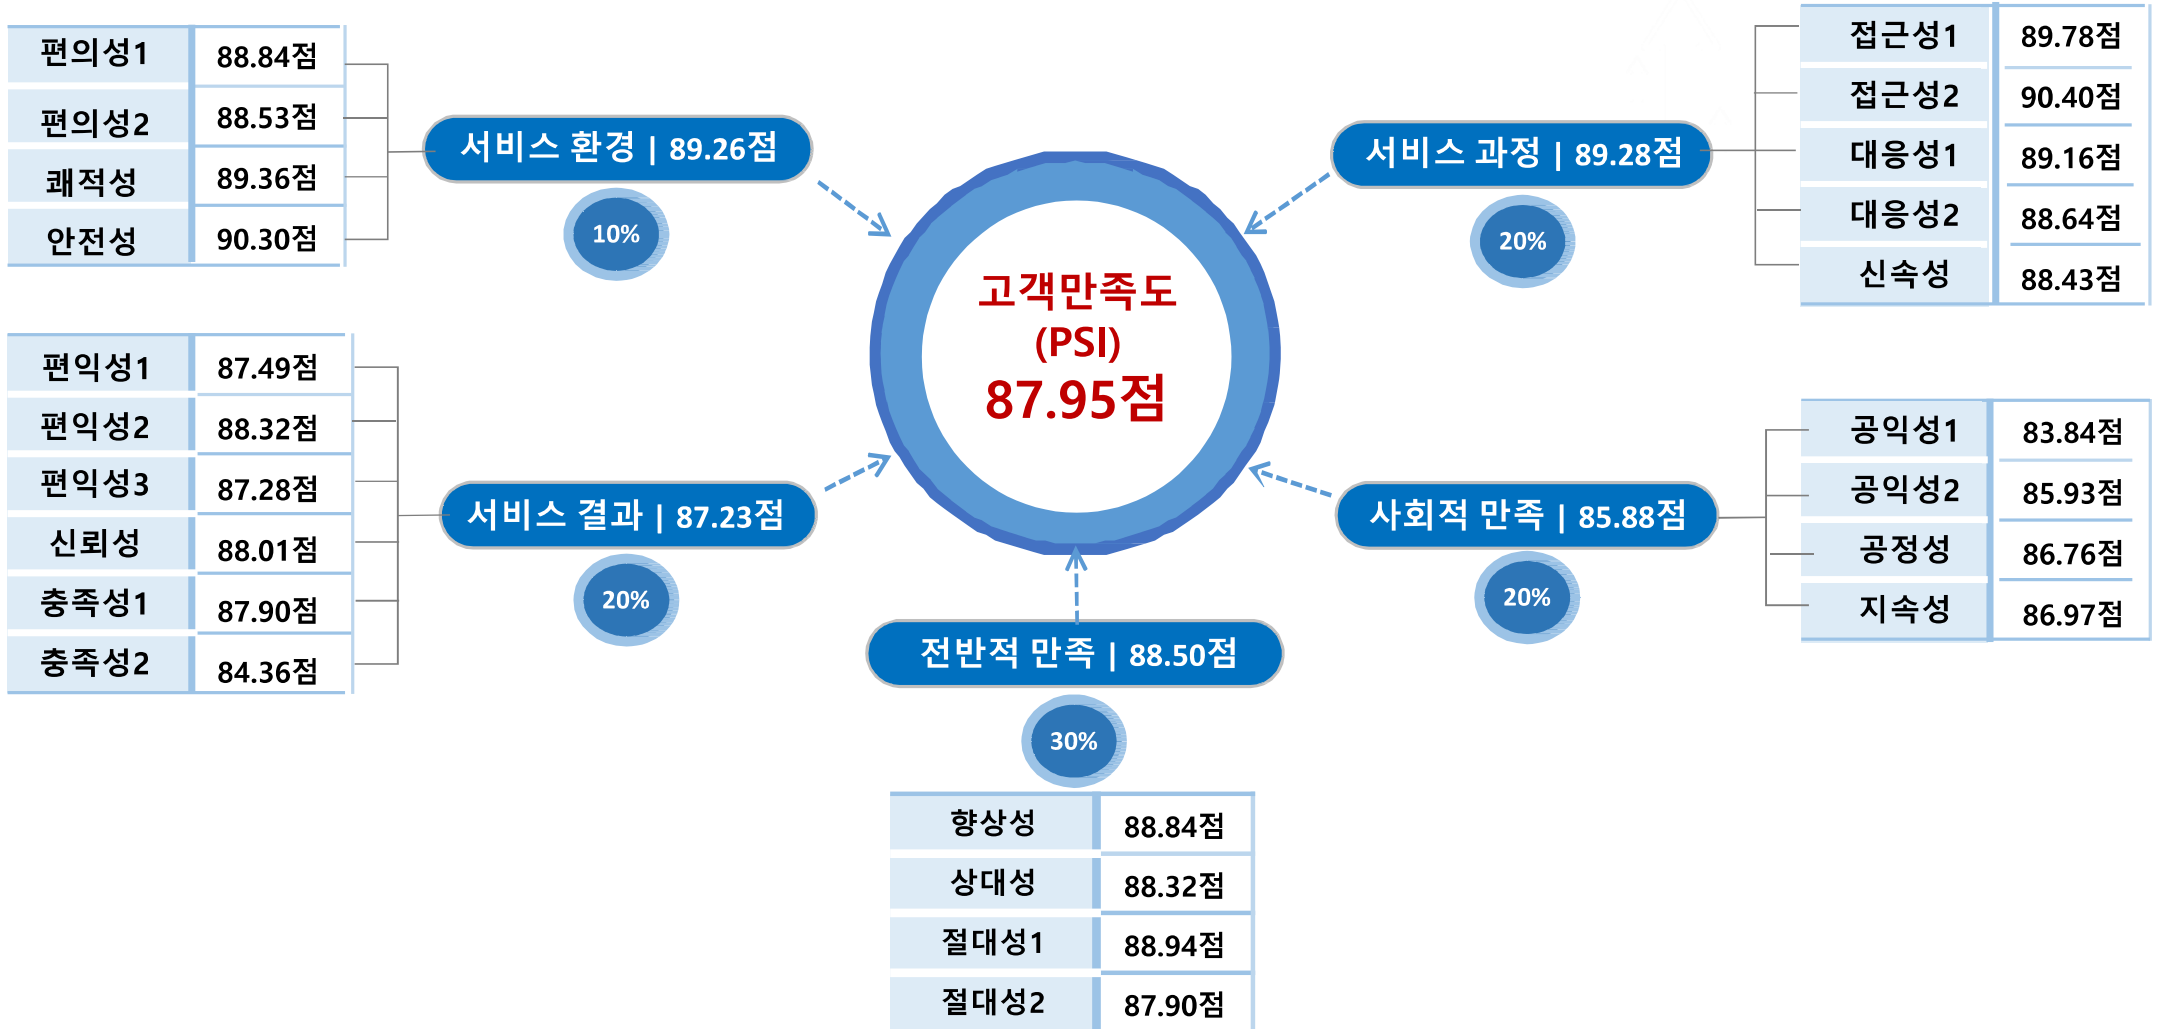 편의성1 88.84점
편의성2 88.53점
쾌적성 89.36점
안전성 90.30점
서비스 환경 | 89.26점
10%
접근성1 89.78점
접근성2 90.40점
대응성1 89.16점
대응성2 88.64점
신속성 88.43점
서비스 과정 | 89.28점
20%
고객만족도
(PSI)
87.95점
편익성1 87.49점
편익성2 88.32점
편익성3 87.28점
신뢰성 88.01점
충족성1 87.90점
충족성2 84.36점
서비스 결과 | 87.23점
20%
공익성1 83.84점
공익성2 85.93점
공정성 86.76점
지속성 86.97점
사회적 만족 | 85.88점
20%
전반적 만족 | 88.50점
30%
향상성 88.84점
상대성 88.32점
절대성1 88.94점
절대성2 87.90점